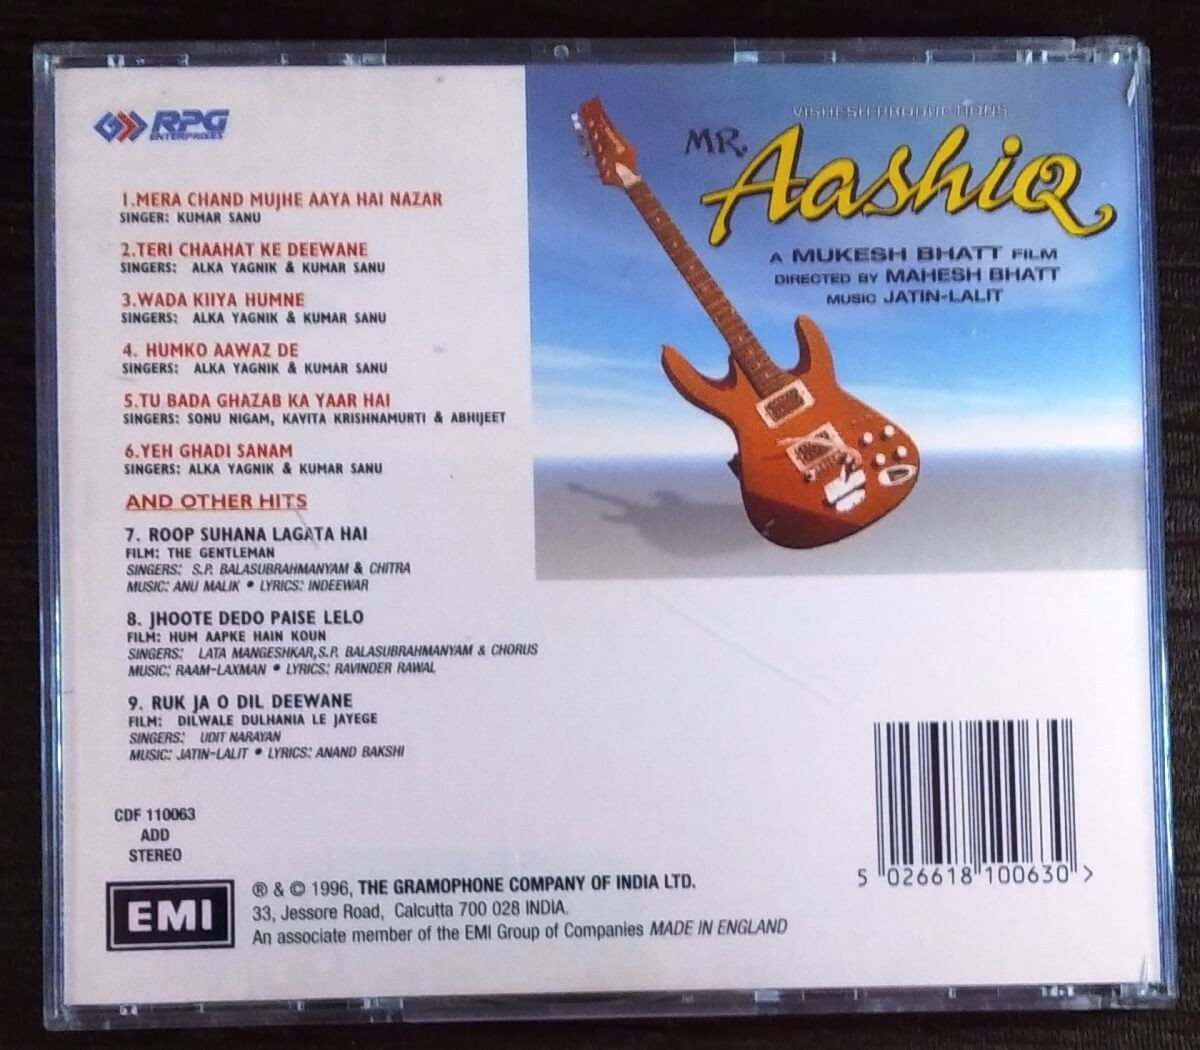 RPG
ENTERPRISES
1.MERA CHAND MUJHE AAYA HAI NAZAR
SINGER: KUMAR SANU
2.TERI CHAAHAT KE DEEWANE
SINGERS: ALKA YAGNIK & KUMAR SANU
3.WADA KIIYA HUMNE
SINGERS: ALKA YAGNIK & KUMAR SANU
4. HUMKO AAWAZ DE
SINGERS: ALKA YAGNIK & KUMAR SANU
5.TU BADA GHAZAB KA YAAR HAI
SINGERS: SONU NIGAM, KAVITA KRISHNAMURTI & ABHIJEET
6.YEH GHADI SANAM
SINGERS: ALKA YAGNIK & KUMAR SANU
AND OTHER HITS
7. ROOP SUHANA LAGATA HAI
FILM: THE GENTLEMAN
SINGERS: S.P. BALASUBRAHMANYAM & CHITRA
MUSIC: ANU MALIK • LYRICS: INDEEWAR
8. JHOOTE DEDO PAISE LELO
FILM: HUM AAPKE HAIN KOUN
SINGERS: LATA MANGESHKAR,S.P. BALASUBRAHMANYAM & CHORUS
MUSIC: RAAM-LAXMAN • LYRICS: RAVINDER RAWAL
9. RUK JA O DIL DEEWANE
FILM: DILWALE DULHANIA LE JAYEGE
SINGERS: UDIT NARAYAN
MUSIC: JATIN-LALIT • LYRICS: ANAND BAKSHI
VISHESH PRODUCTIONS
MR. AashiQ
A MUKESH BHATT FILM
DIRECTED BY MAHESH BHATT
MUSIC JATIN-LALIT
CDF 110063
ADD
STEREO
5 026618 100630 >
EMI
® & © 1996, THE GRAMOPHONE COMPANY OF INDIA LTD.
33, Jessore Road, Calcutta 700 028 INDIA.
An associate member of the EMI Group of Companies MADE IN ENGLAND